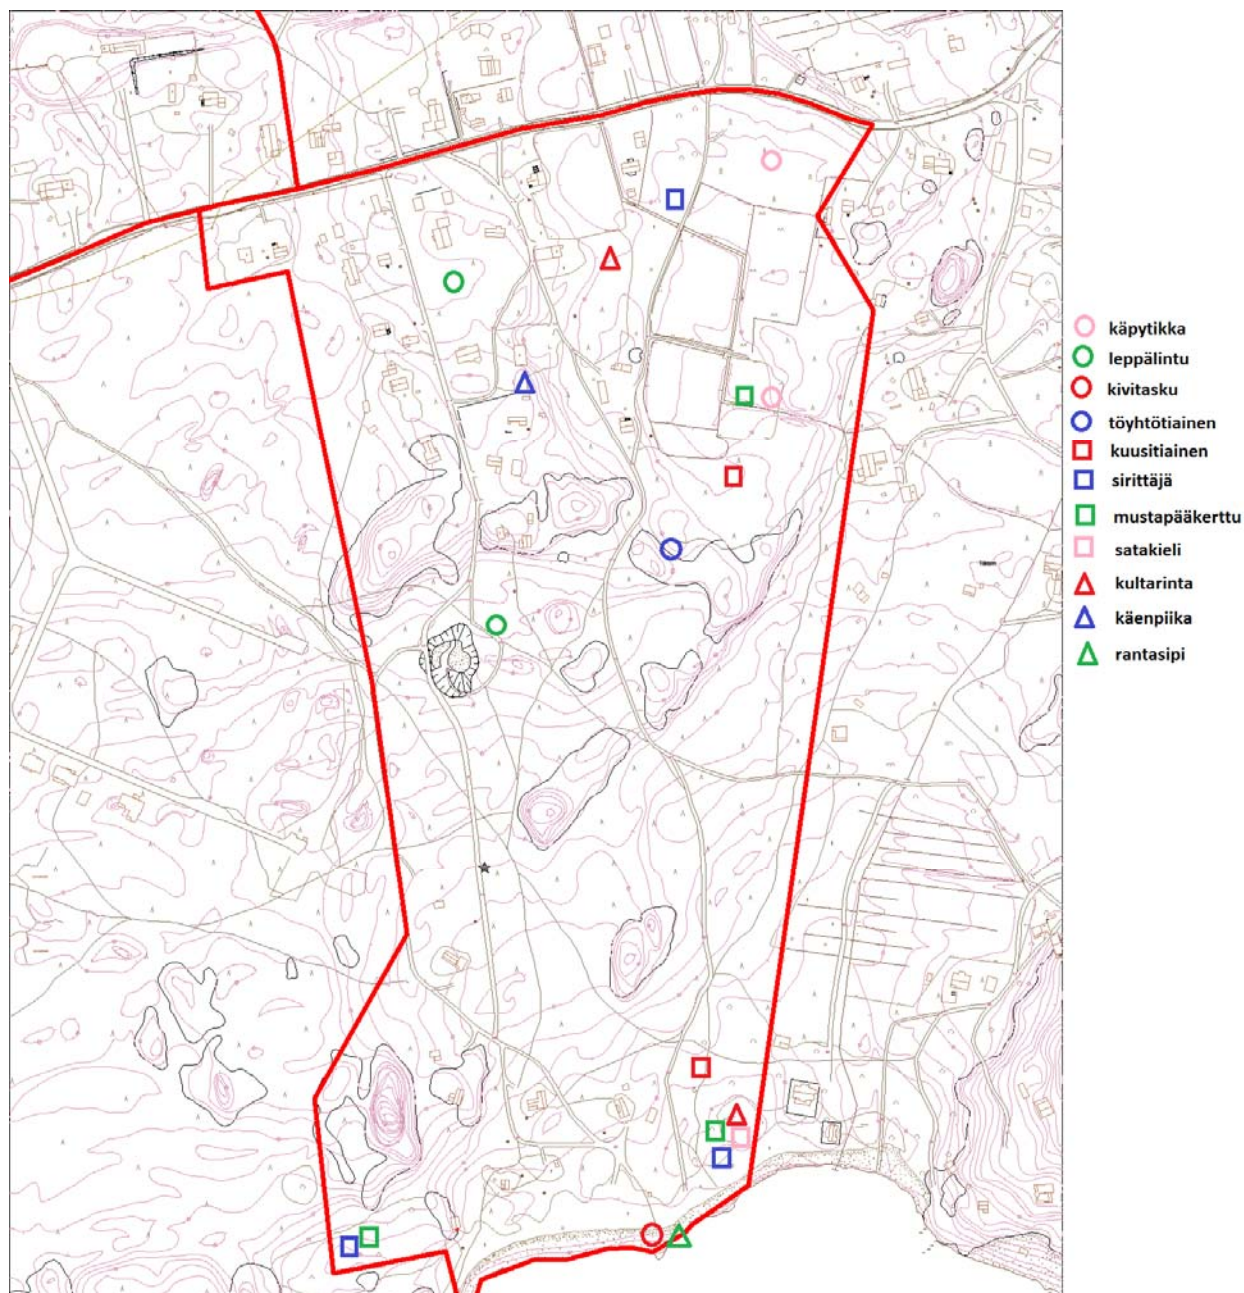 käpytikka
leppälintu
kivitasku
töyhtötiainen
kuusitiainen
sirittäjä
mustapääkerttu
satakieli
kultarinta
käenpiika
rantasipi